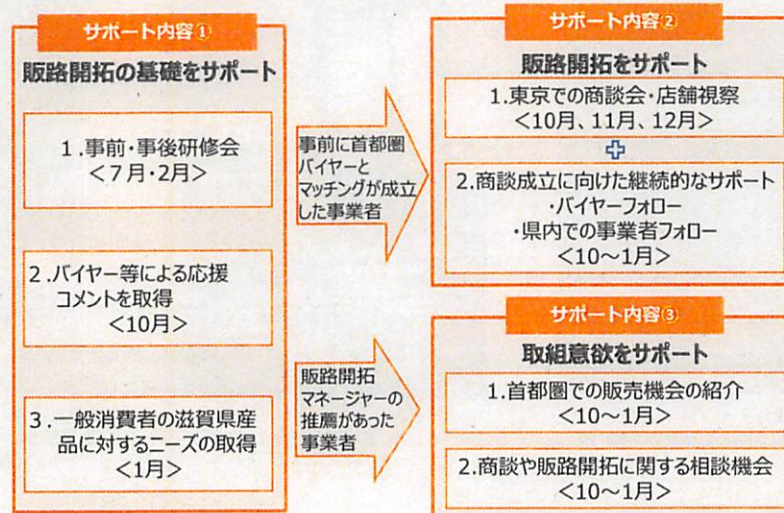 サポート内容①
販路開拓の基礎をサポート
1.事前・事後研修会
<7月・2月>
2.バイヤー等による応援
コメントを取得
<10月>
3.一般消費者の滋賀県産
品に対するニーズの取得
<1月>
事前に首都圏
バイヤーと
マッチングが成立
した事業者
販路開拓
マネージャーの
推薦があった
事業者
サポート内容②
販路開拓をサポート
1.東京での商談会・店舗視察
<10月、11月、12月>
2.商談成立に向けた継続的なサポート
・バイヤーフォロー
・県内での事業者フォロー
<10~1月>
サポート内容③
取組意欲をサポート
1.首都圏での販売機会の紹介
<10~1月>
2.商談や販路開拓に関する相談機会
<10~1月>